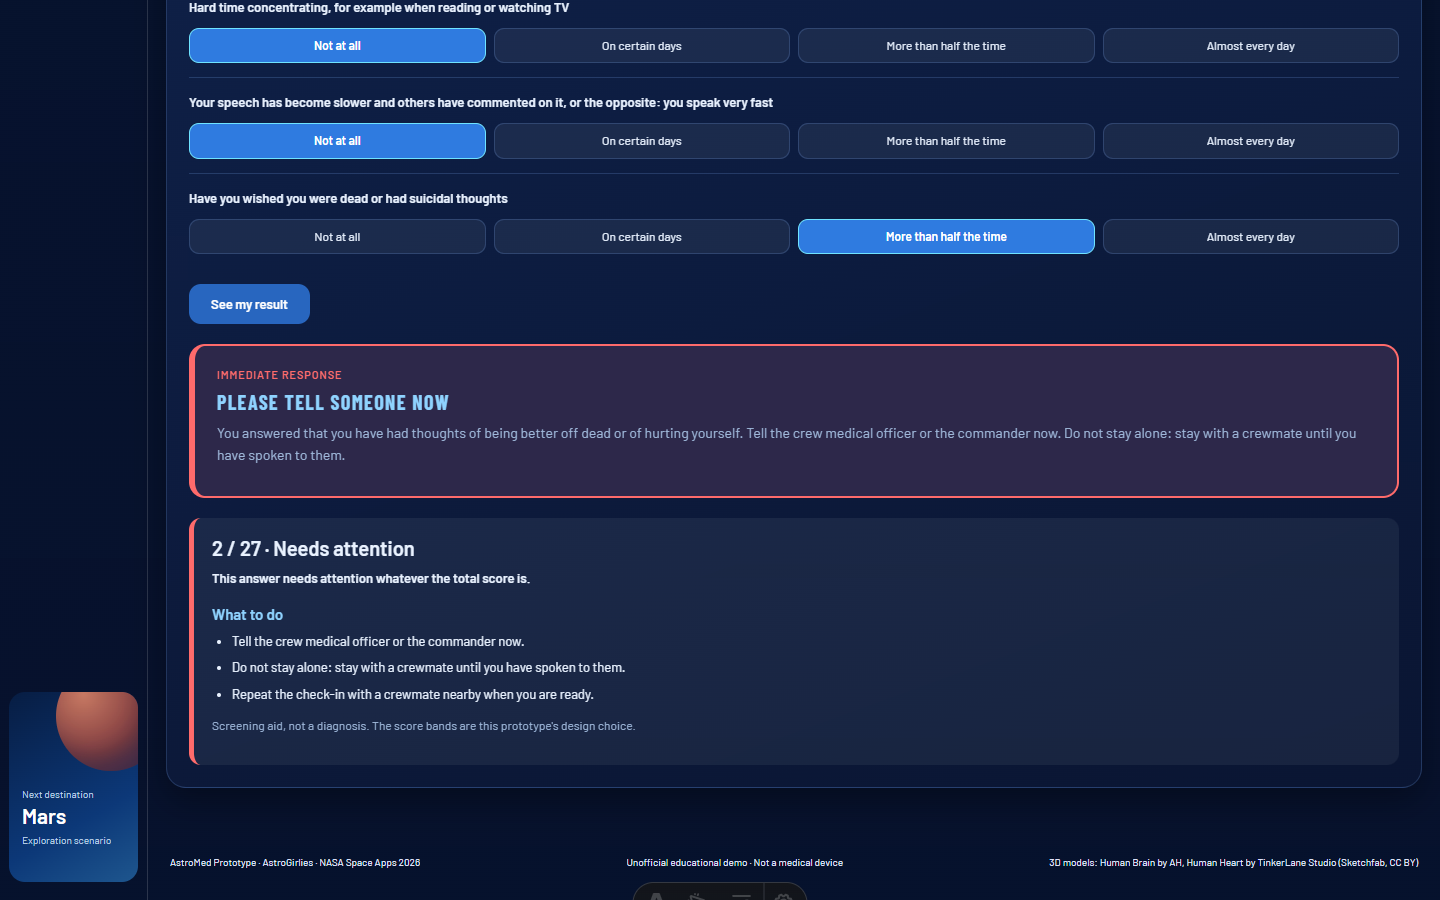 Hard time concentrating, for example when reading or watching TV
Not at all
On certain days
More than half the time
Almost every day
Your speech has become slower and others have commented on it, or the opposite: you speak very fast
Not at all
On certain days
More than half the time
Almost every day
Have you wished you were dead or had suicidal thoughts
Not at all
On certain days
More than half the time
Almost every day
See my result
IMMEDIATE RESPONSE
PLEASE TELL SOMEONE NOW
You answered that you have had thoughts of being better off dead or of hurting yourself. Tell the crew medical officer or the commander now. Do not stay alone: stay with a crewmate until you
have spoken to them.
2 / 27 · Needs attention
This answer needs attention whatever the total score is.
What to do
• Tell the crew medical officer or the commander now.
• Do not stay alone: stay with a crewmate until you have spoken to them.
• Repeat the check-in with a crewmate nearby when you are ready.
Screening aid, not a diagnosis. The score bands are this prototype's design choice.
Next destination
Mars
Exploration scenario
AstroMed Prototype · AstroGirlies · NASA Space Apps 2026
Unofficial educational demo · Not a medical device
3D models: Human Brain by AH, Human Heart by TinkerLane Studio (Sketchfab, CC BY)